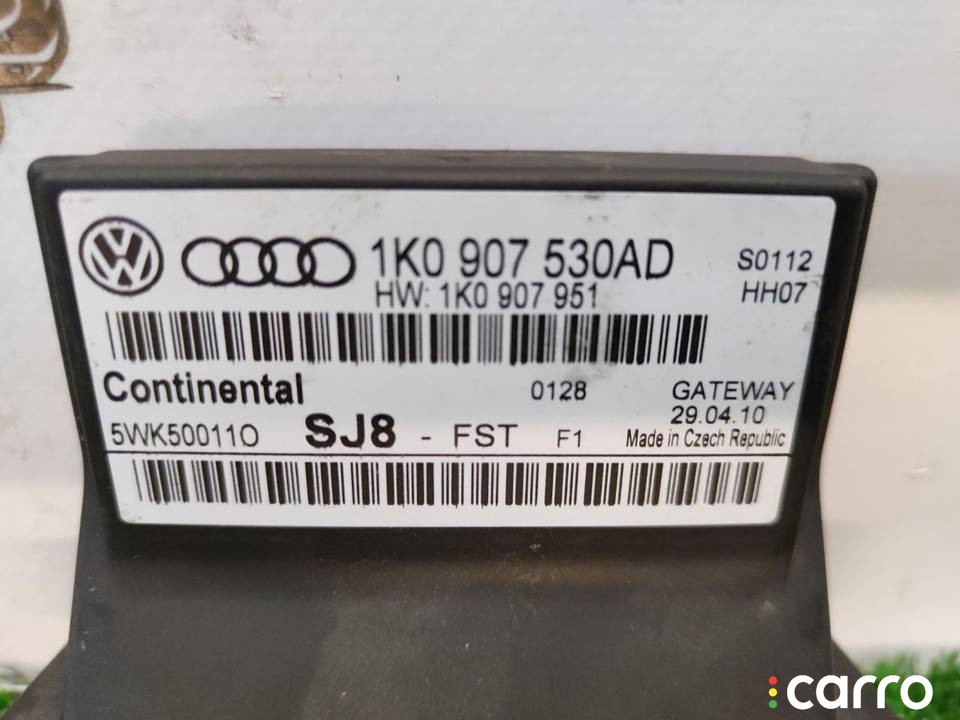 1K0 907 530AD
S0112
HW: 1K0 907 951
HH07
Continental
0128
GATEWAY
29.04.10
5WK50011O
SJ8 - FST F1
Made in Czech Republic
carro